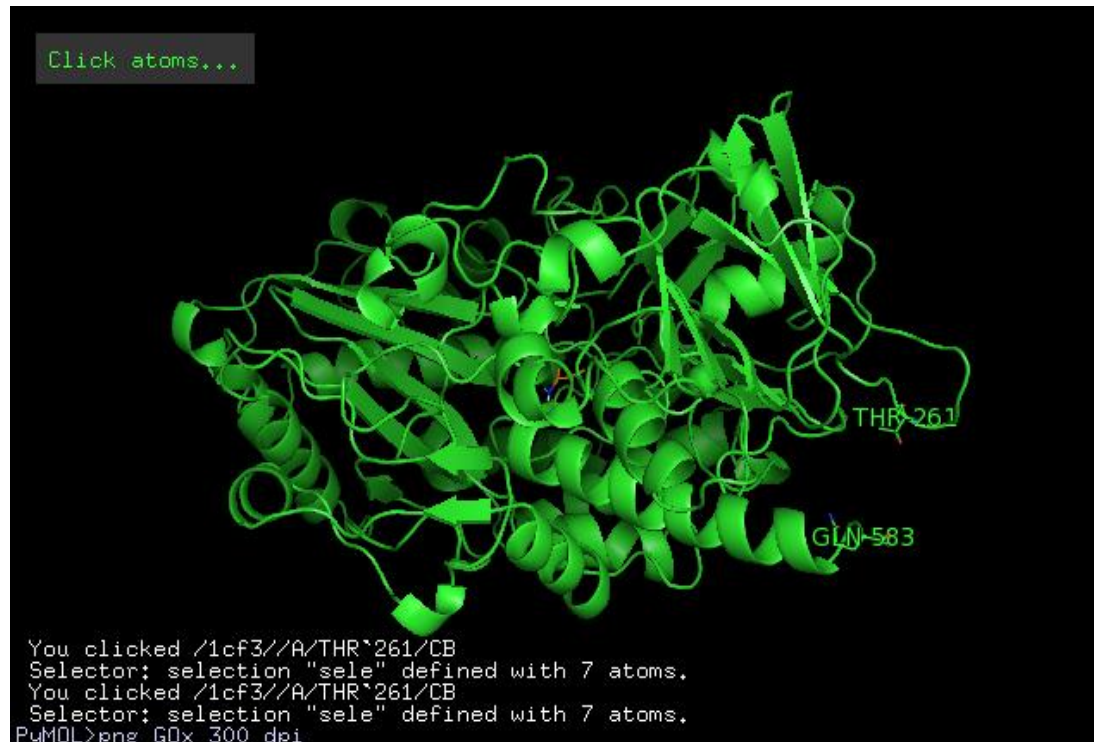 Click atoms...
THR-261
GLN-583
You clicked /1cf3//A/THR`261/CB
Selector: selection "sele" defined with 7 atoms.
You clicked /1cf3//A/THR`261/CB
Selector: selection "sele" defined with 7 atoms.
PyMOL>png GOx 300 dpi